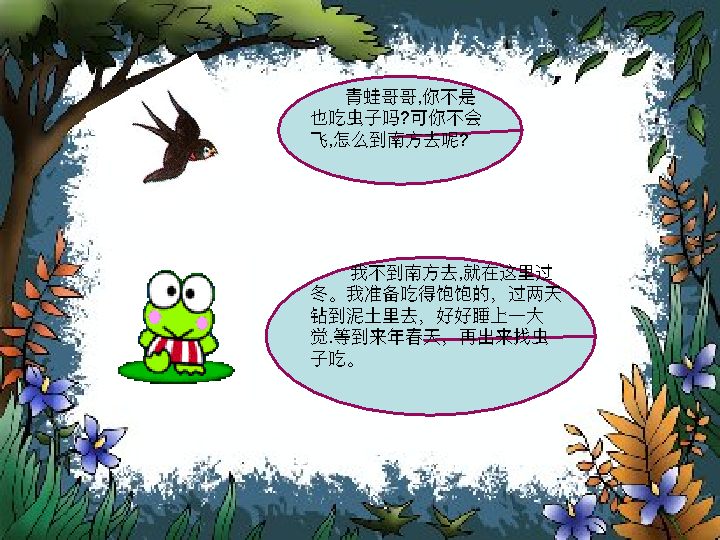 青蛙哥哥,你不是
也吃虫子吗?可你不会
飞,怎么到南方去呢?
我不到南方去,就在这里过
冬。我准备吃得饱饱的，过两天
钻到泥土里去，好好睡上一大
觉.等到来年春天，再出来找虫
子吃。